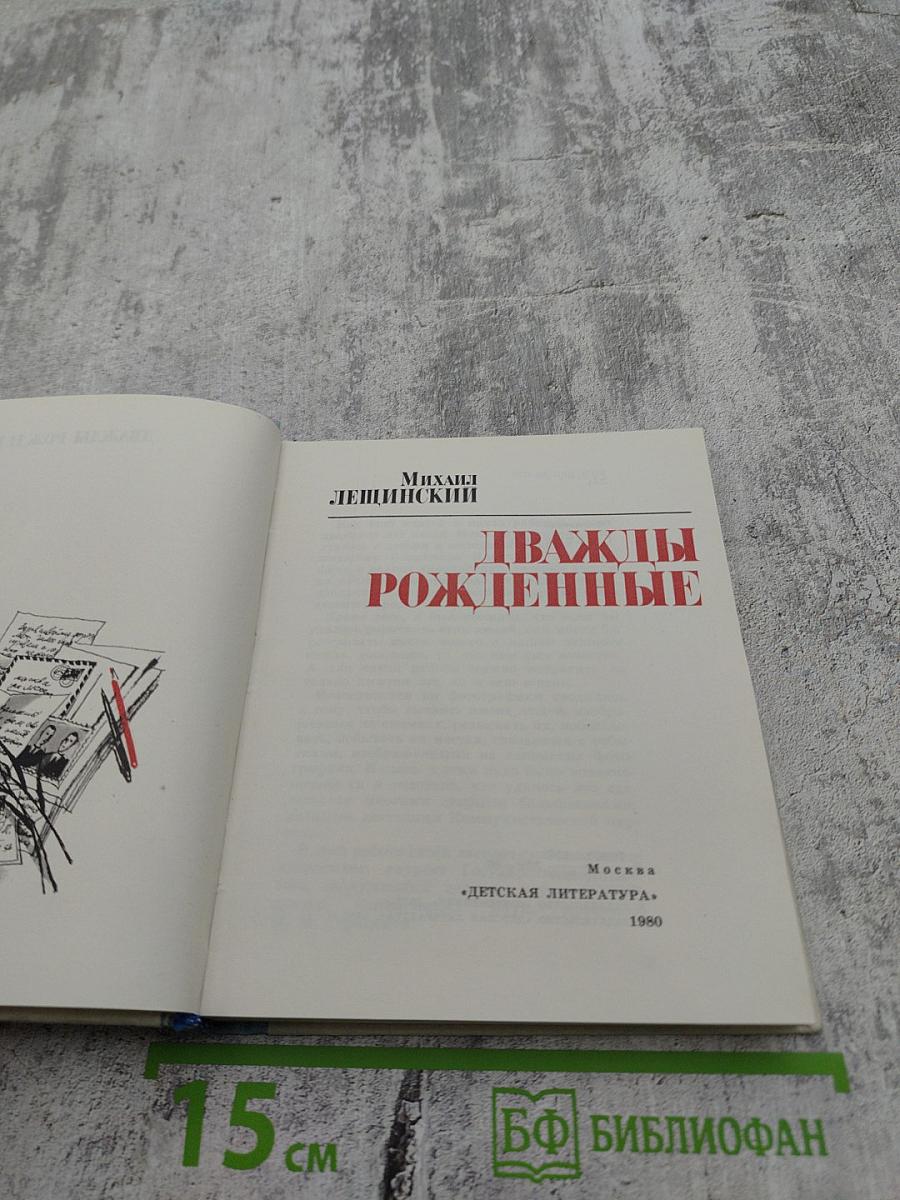 Михаил
ЛЕЩИНСКИЙ
ДВАЖДЫ
РОЖДЕННЫЕ
Москва
«ДЕТСКАЯ ЛИТЕРАТУРА»
1980
15 см
БФ БИБЛИОФАН